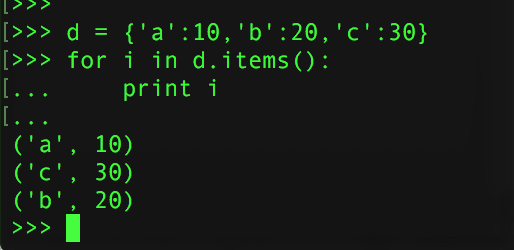 [>>>
[>>> d = {'a':10,'b':20,'c':30}
[>>> for i in d.items():
[...     print i
[...
('a', 10)
('c', 30)
('b', 20)
>>>